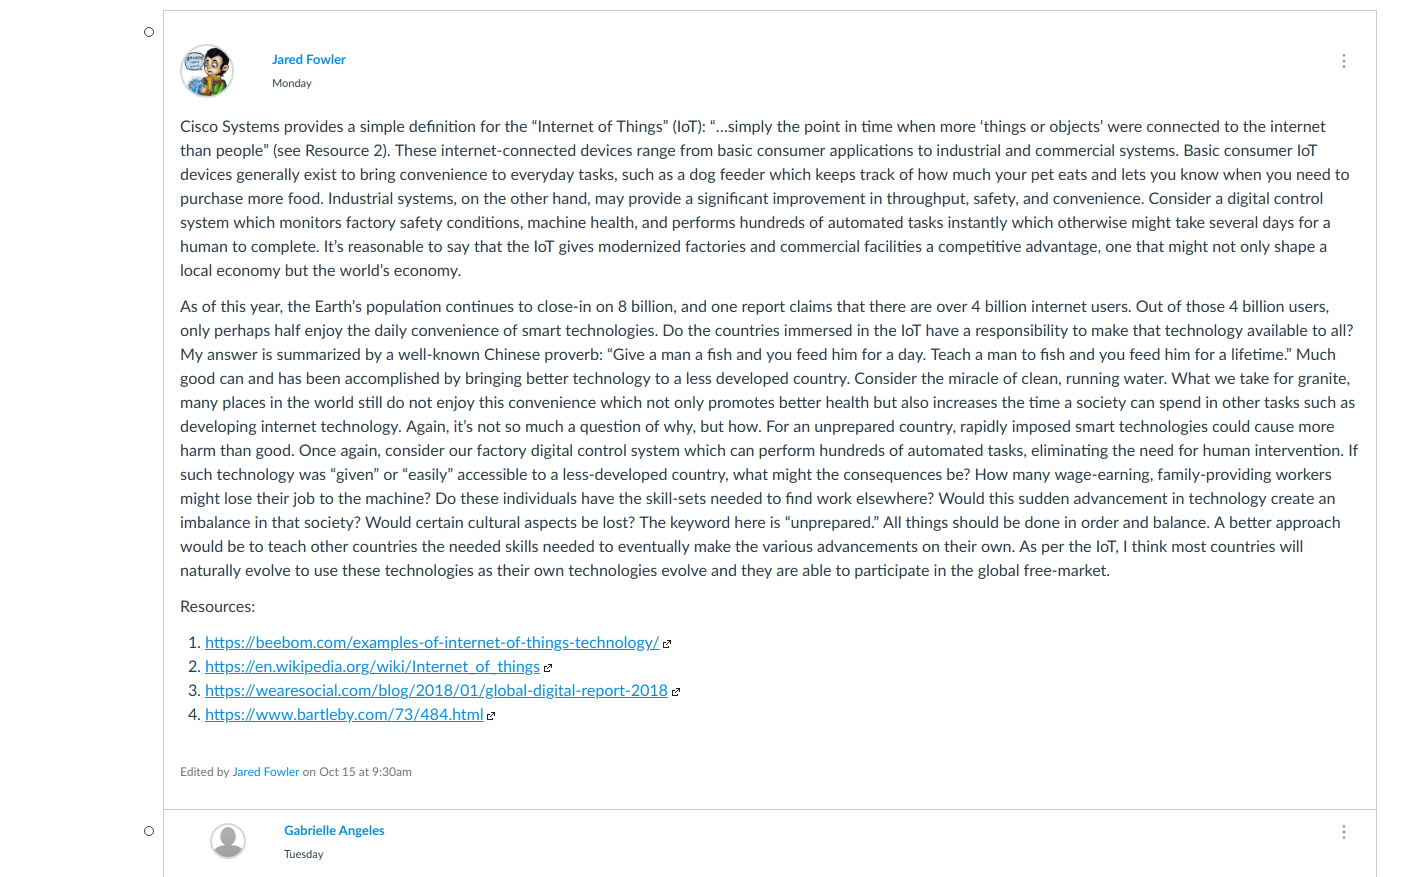 Jared Fowler
Monday
Cisco Systems provides a simple definition for the “Internet of Things” (IoT): “...simply the point in time when more ‘things or objects’ were connected to the internet
than people” (see Resource 2). These internet-connected devices range from basic consumer applications to industrial and commercial systems. Basic consumer IoT
devices generally exist to bring convenience to everyday tasks, such as a dog feeder which keeps track of how much your pet eats and lets you know when you need to
purchase more food. Industrial systems, on the other hand, may provide a significant improvement in throughput, safety, and convenience. Consider a digital control
system which monitors factory safety conditions, machine health, and performs hundreds of automated tasks instantly which otherwise might take several days for a
human to complete. It’s reasonable to say that the IoT gives modernized factories and commercial facilities a competitive advantage, one that might not only shape a
local economy but the world’s economy.
As of this year, the Earth’s population continues to close-in on 8 billion, and one report claims that there are over 4 billion internet users. Out of those 4 billion users,
only perhaps half enjoy the daily convenience of smart technologies. Do the countries immersed in the IoT have a responsibility to make that technology available to all?
My answer is summarized by a well-known Chinese proverb: “Give a man a fish and you feed him for a day. Teach a man to fish and you feed him for a lifetime.” Much
good can and has been accomplished by bringing better technology to a less developed country. Consider the miracle of clean, running water. What we take for granite,
many places in the world still do not enjoy this convenience which not only promotes better health but also increases the time a society can spend in other tasks such as
developing internet technology. Again, it’s not so much a question of why, but how. For an unprepared country, rapidly imposed smart technologies could cause more
harm than good. Once again, consider our factory digital control system which can perform hundreds of automated tasks, eliminating the need for human intervention. If
such technology was “given” or “easily” accessible to a less-developed country, what might the consequences be? How many wage-earning, family-providing workers
might lose their job to the machine? Do these individuals have the skill-sets needed to find work elsewhere? Would this sudden advancement in technology create an
imbalance in that society? Would certain cultural aspects be lost? The keyword here is “unprepared.” All things should be done in order and balance. A better approach
would be to teach other countries the needed skills needed to eventually make the various advancements on their own. As per the IoT, I think most countries will
naturally evolve to use these technologies as their own technologies evolve and they are able to participate in the global free-market.
Resources:
1. https://beebom.com/examples-of-internet-of-things-technology/
2. https://en.wikipedia.org/wiki/Internet_of_things
3. https://wearesocial.com/blog/2018/01/global-digital-report-2018
4. https://www.bartleby.com/73/484.html
Edited by Jared Fowler on Oct 15 at 9:30am
Gabrielle Angeles
Tuesday